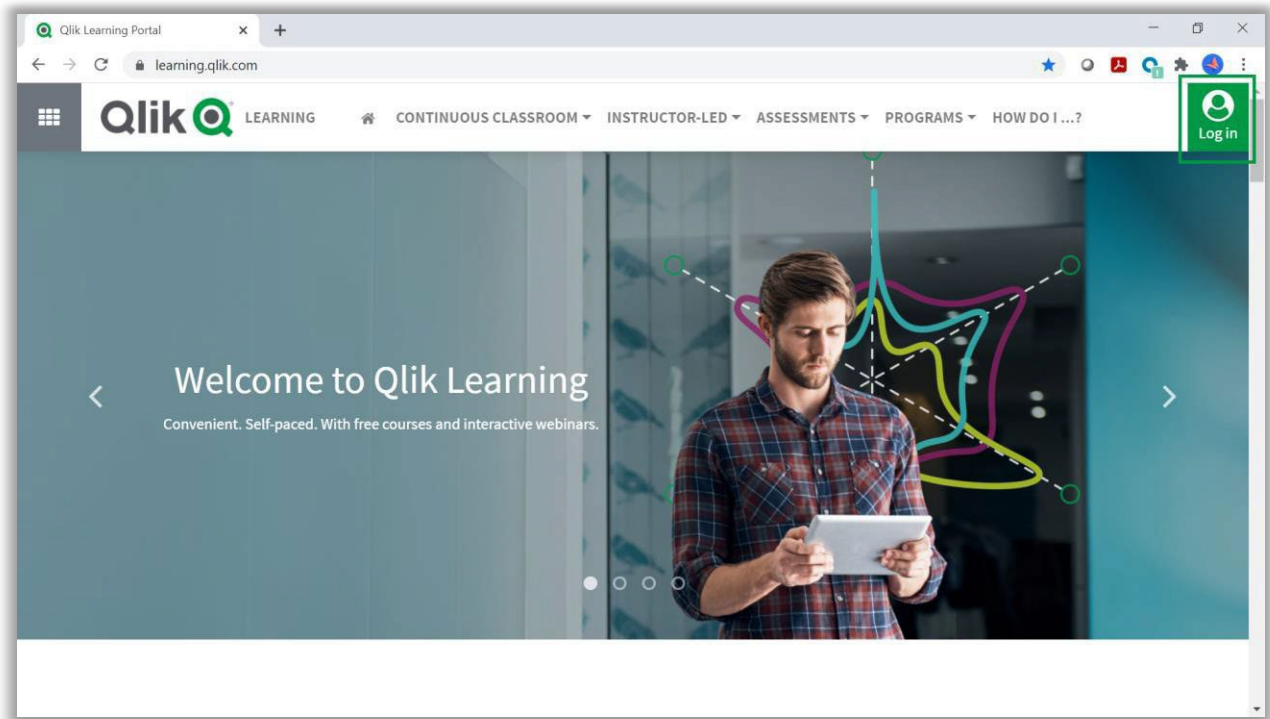 Qlik Learning Portal
learning.qlik.com
Qlik LEARNING CONTINUOUS CLASSROOM INSTRUCTOR-LED ASSESSMENTS PROGRAMS HOW DO I ...?
Log in
Welcome to Qlik Learning
Convenient. Self-paced. With free courses and interactive webinars.